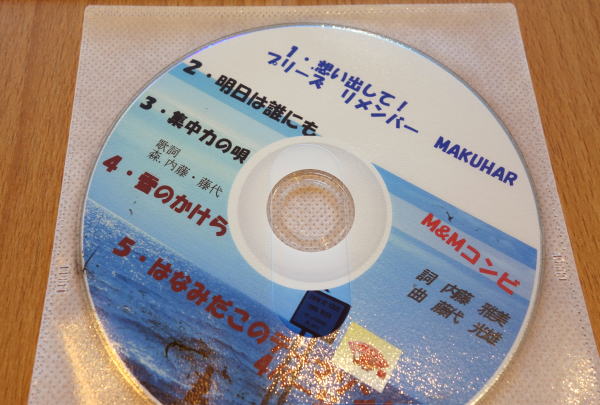 1・想い出して！
プリーズ　リメンバー　MAKUHAR
2・明日は誰にも
3・集中力の唄
歌詞
森、内藤・藤代
4・雪のかけら
M&Mコンビ
詞　内藤　雅美
曲　藤代　光雄
5・はなみだこの